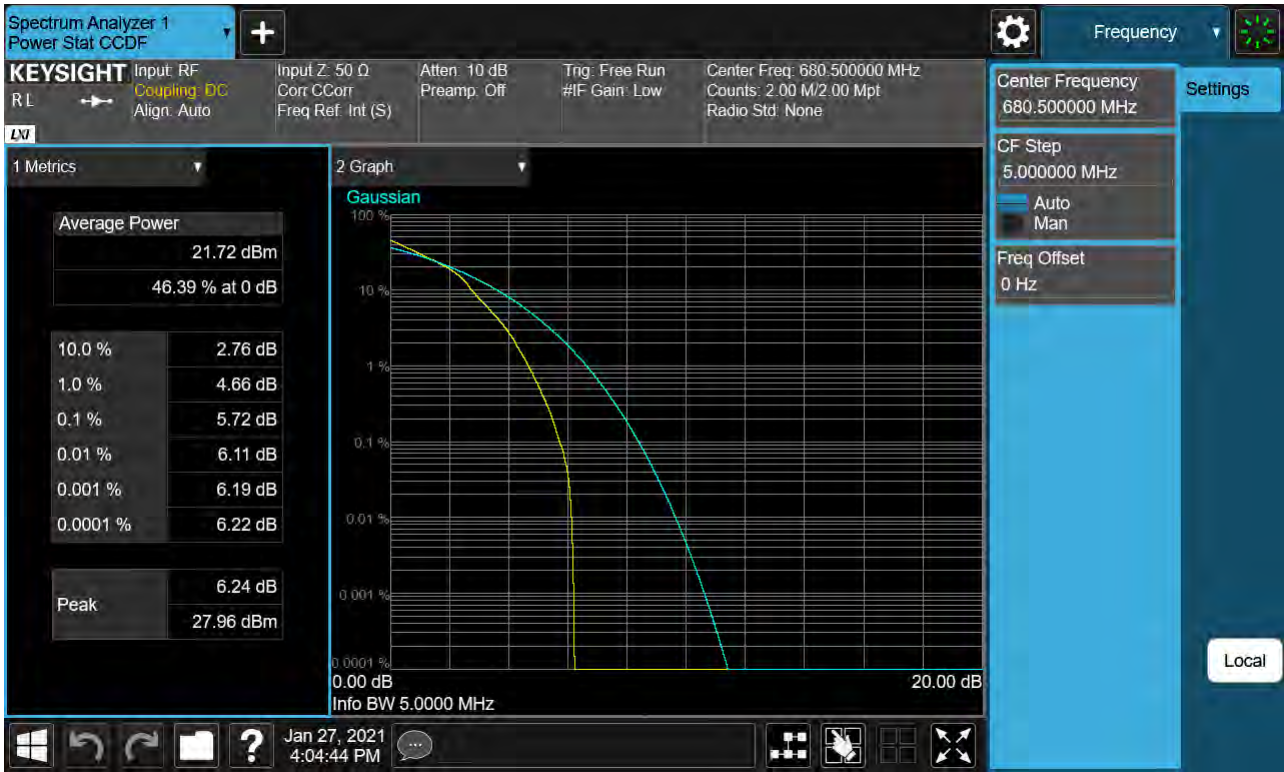 Spectrum Analyzer 1
Power Stat CCDF
+
Frequency
KEYSIGHT
RL
LXI
Input: RF
Coupling: DC
Align: Auto
Input Z: 50 Ω
Corr CCorr
Freq Ref: Int (S)
Atten: 10 dB
Preamp: Off
Trig: Free Run
#IF Gain: Low
Center Freq: 680.500000 MHz
Counts: 2.00 M/2.00 Mpt
Radio Std: None
Center Frequency
680.500000 MHz
Settings
CF Step
5.000000 MHz
Auto
Man
Freq Offset
0 Hz
1 Metrics
Average Power
21.72 dBm
46.39 % at 0 dB
10.0 % 2.76 dB
1.0 % 4.66 dB
0.1 % 5.72 dB
0.01 % 6.11 dB
0.001 % 6.19 dB
0.0001 % 6.22 dB
Peak
6.24 dB
27.96 dBm
2 Graph
Gaussian
100 %
10 %
1 %
0.1 %
0.01 %
0.001 %
0.0001 %
0.00 dB 20.00 dB
Info BW 5.0000 MHz
Local
?
Jan 27, 2021
4:04:44 PM